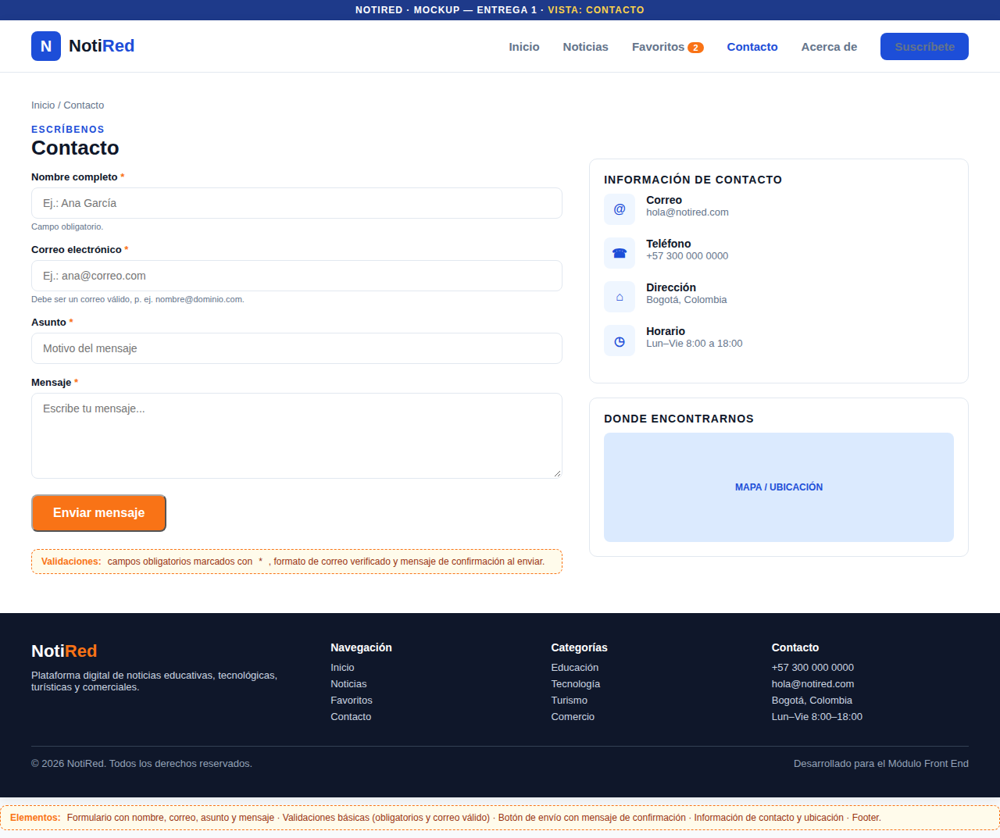 NOTIRED · MOCKUP — ENTREGA 1 · VISTA: CONTACTO
N NotiRed
Inicio Noticias Favoritos 2 Contacto Acerca de Suscríbete
Inicio / Contacto
ESCRÍBENOS
Contacto
Nombre completo *
Ej.: Ana García
Campo obligatorio.
Correo electrónico *
Ej.: ana@correo.com
Debe ser un correo válido, p. ej. nombre@dominio.com.
Asunto *
Motivo del mensaje
Mensaje *
Escribe tu mensaje...
Enviar mensaje
Validaciones: campos obligatorios marcados con * , formato de correo verificado y mensaje de confirmación al enviar.
INFORMACIÓN DE CONTACTO
@
Correo
hola@notired.com
☎
Teléfono
+57 300 000 0000
⌂
Dirección
Bogotá, Colombia
◷
Horario
Lun–Vie 8:00 a 18:00
DONDE ENCONTRARNOS
MAPA / UBICACIÓN
NotiRed
Plataforma digital de noticias educativas, tecnológicas,
turísticas y comerciales.
Navegación
Inicio
Noticias
Favoritos
Contacto
Categorías
Educación
Tecnología
Turismo
Comercio
Contacto
+57 300 000 0000
hola@notired.com
Bogotá, Colombia
Lun–Vie 8:00–18:00
© 2026 NotiRed. Todos los derechos reservados.
Desarrollado para el Módulo Front End
Elementos: Formulario con nombre, correo, asunto y mensaje · Validaciones básicas (obligatorios y correo válido) · Botón de envío con mensaje de confirmación · Información de contacto y ubicación · Footer.